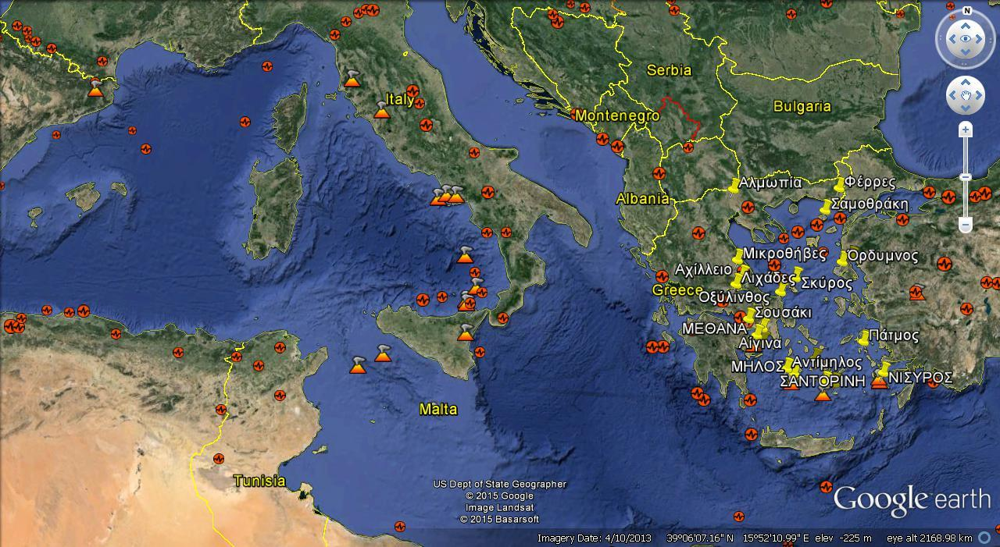 N
Serbia
Italy
Bulgaria
Montenegro
Αλμωπία
Φέρρες
Albania
Σαμοθράκη
Μικροθήβες
Όρδυμνος
Αχίλλειο
Λιχάδες
Σκύρος
Greece
Οξύλινθος
Σουσάκι
ΜΕΘΑΝΑ
Πάτμος
Αίγινα
ΜΗΛΟΣ
Αντίμηλος
ΣΑΝΤΟΡΙΝΗ
ΝΙΣΥΡΟΣ
Malta
Tunisia
US Dept of State Geographer
© 2015 Google
Image Landsat
© 2015 Basarsoft
Google earth
Imagery Date: 4/10/2013 39°06'07.16" N 15°52'10.99" E elev -225 m eye alt 2168.98 km